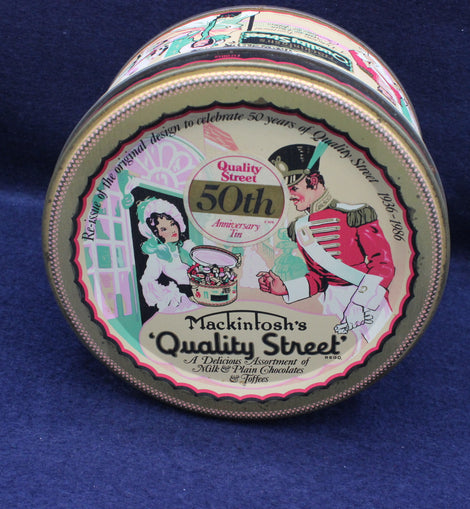 Re-issue of the original design to celebrate 50 years of Quality Street 1936-1986
Quality
Street
50th
Anniversary
Tin
Mackintosh's
'Quality Street'
REGD.
A Delicious Assortment of
Milk & Plain Chocolates
& Toffees